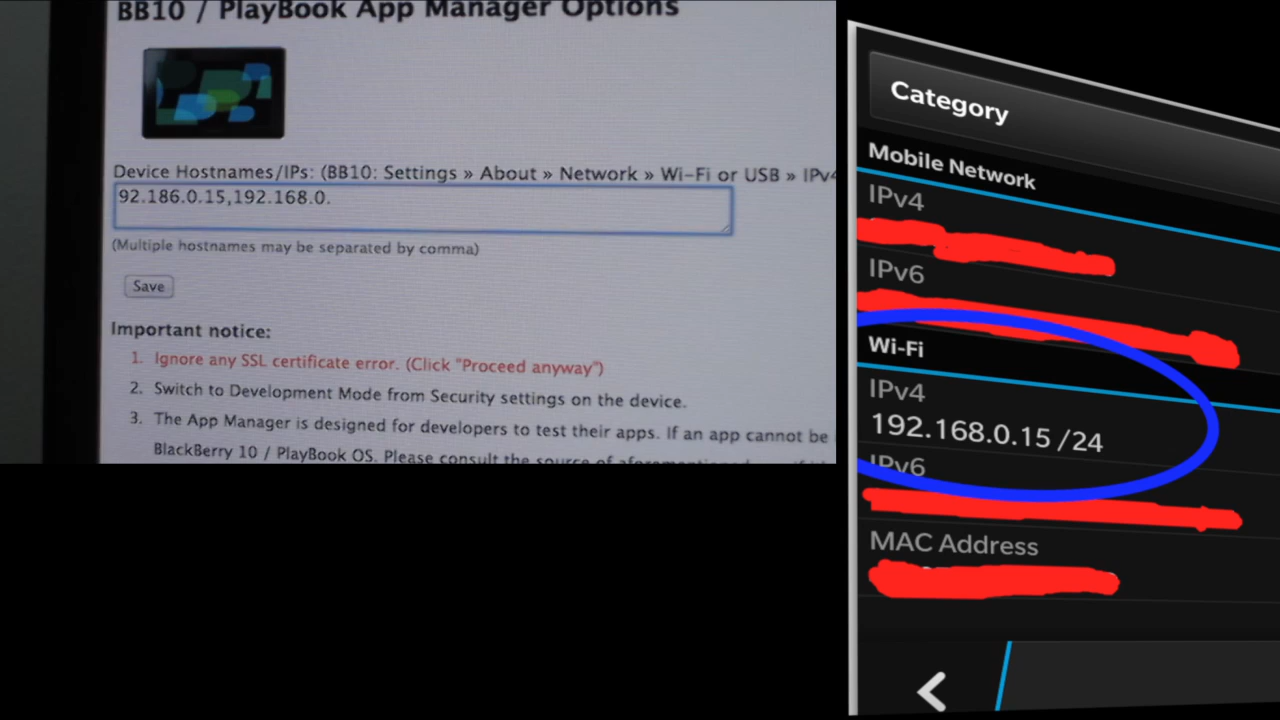 BB10 / PlayBook App Manager Options
Device Hostnames/IPs: (BB10: Settings » About » Network » Wi-Fi or USB » IPv4
92.186.0.15,192.168.0.
(Multiple hostnames may be separated by comma)
Save
Important notice:
1. Ignore any SSL certificate error. (Click "Proceed anyway")
2. Switch to Development Mode from Security settings on the device.
3. The App Manager is designed for developers to test their apps. If an app cannot be
BlackBerry 10 / PlayBook OS. Please consult the source of
Category
Mobile Network
IPv4
IPv6
Wi-Fi
IPv4
192.168.0.15 /24
IPv6
MAC Address